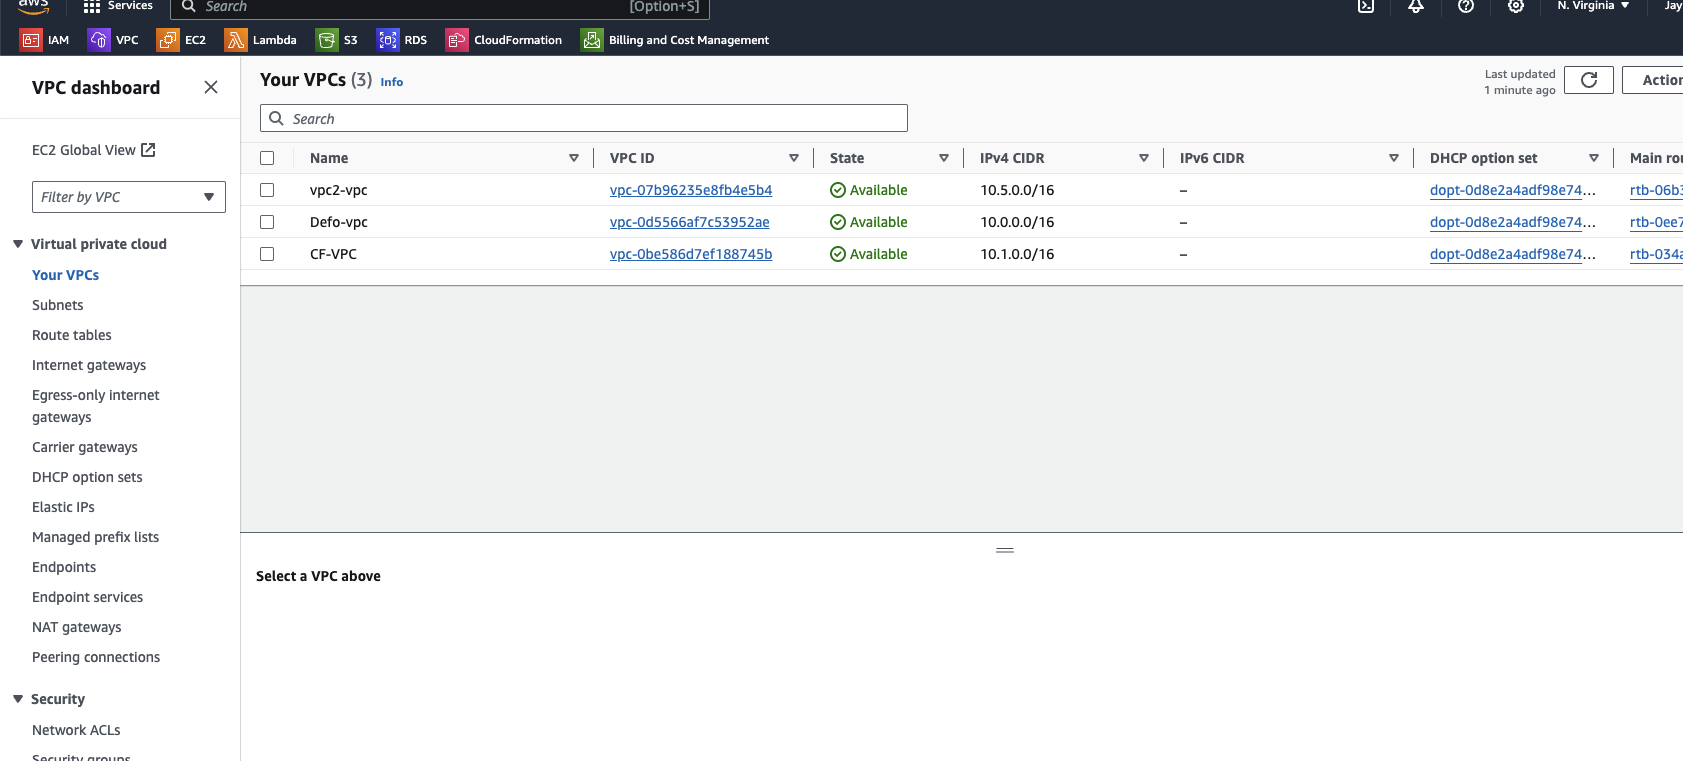 aws
Services
Search
[Option+S]
N. Virginia
Jay
IAM
VPC
EC2
Lambda
S3
RDS
CloudFormation
Billing and Cost Management
VPC dashboard
EC2 Global View
Filter by VPC
Virtual private cloud
Your VPCs
Subnets
Route tables
Internet gateways
Egress-only internet
gateways
Carrier gateways
DHCP option sets
Elastic IPs
Managed prefix lists
Endpoints
Endpoint services
NAT gateways
Peering connections
Security
Network ACLs
Security groups
Your VPCs (3) Info
Last updated
1 minute ago
Action
Search
Name VPC ID State IPv4 CIDR IPv6 CIDR DHCP option set Main rou
vpc2-vpc vpc-07b96235e8fb4e5b4 Available 10.5.0.0/16 – dopt-0d8e2a4adf98e74... rtb-06b3
Defo-vpc vpc-0d5566af7c53952ae Available 10.0.0.0/16 – dopt-0d8e2a4adf98e74... rtb-0ee7
CF-VPC vpc-0be586d7ef188745b Available 10.1.0.0/16 – dopt-0d8e2a4adf98e74... rtb-034a
Select a VPC above